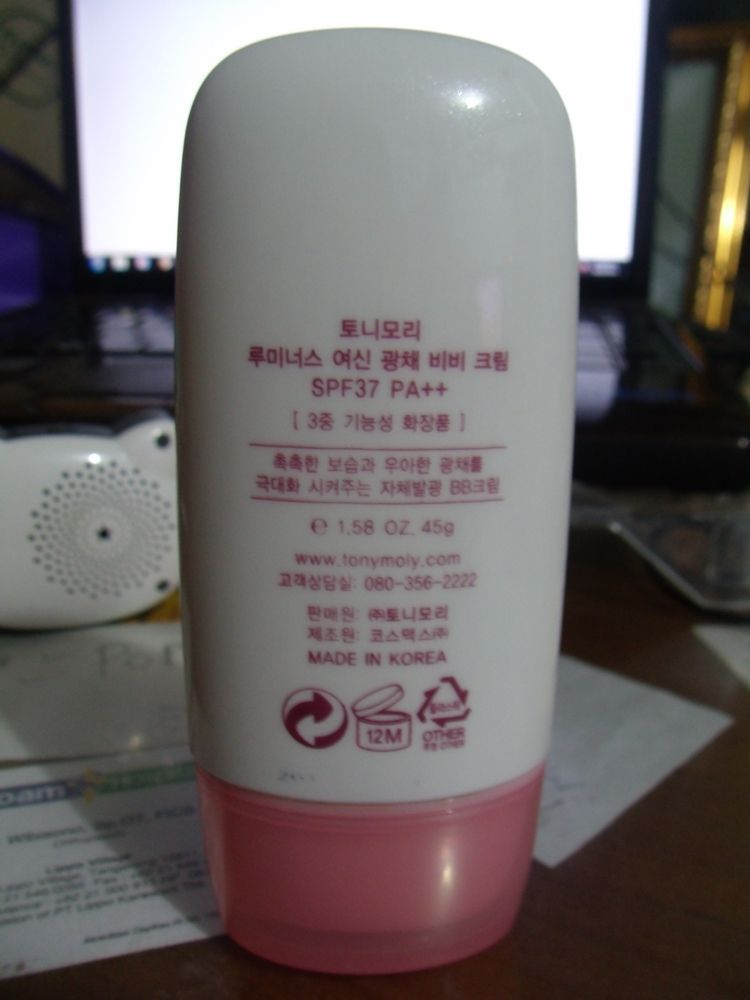 토니모리
루미너스 여신 광채 비비 크림
SPF37 PA++
[ 3중 기능성 화장품 ]
촉촉한 보습과 우아한 광채를
극대화 시켜주는 자체발광 BB크림
℮ 1.58 OZ. 45g
www.tonymoly.com
고객상담실: 080-356-2222
판매원: ㈜토니모리
제조원: 코스맥스㈜
MADE IN KOREA
12M
플라스틱
OTHER